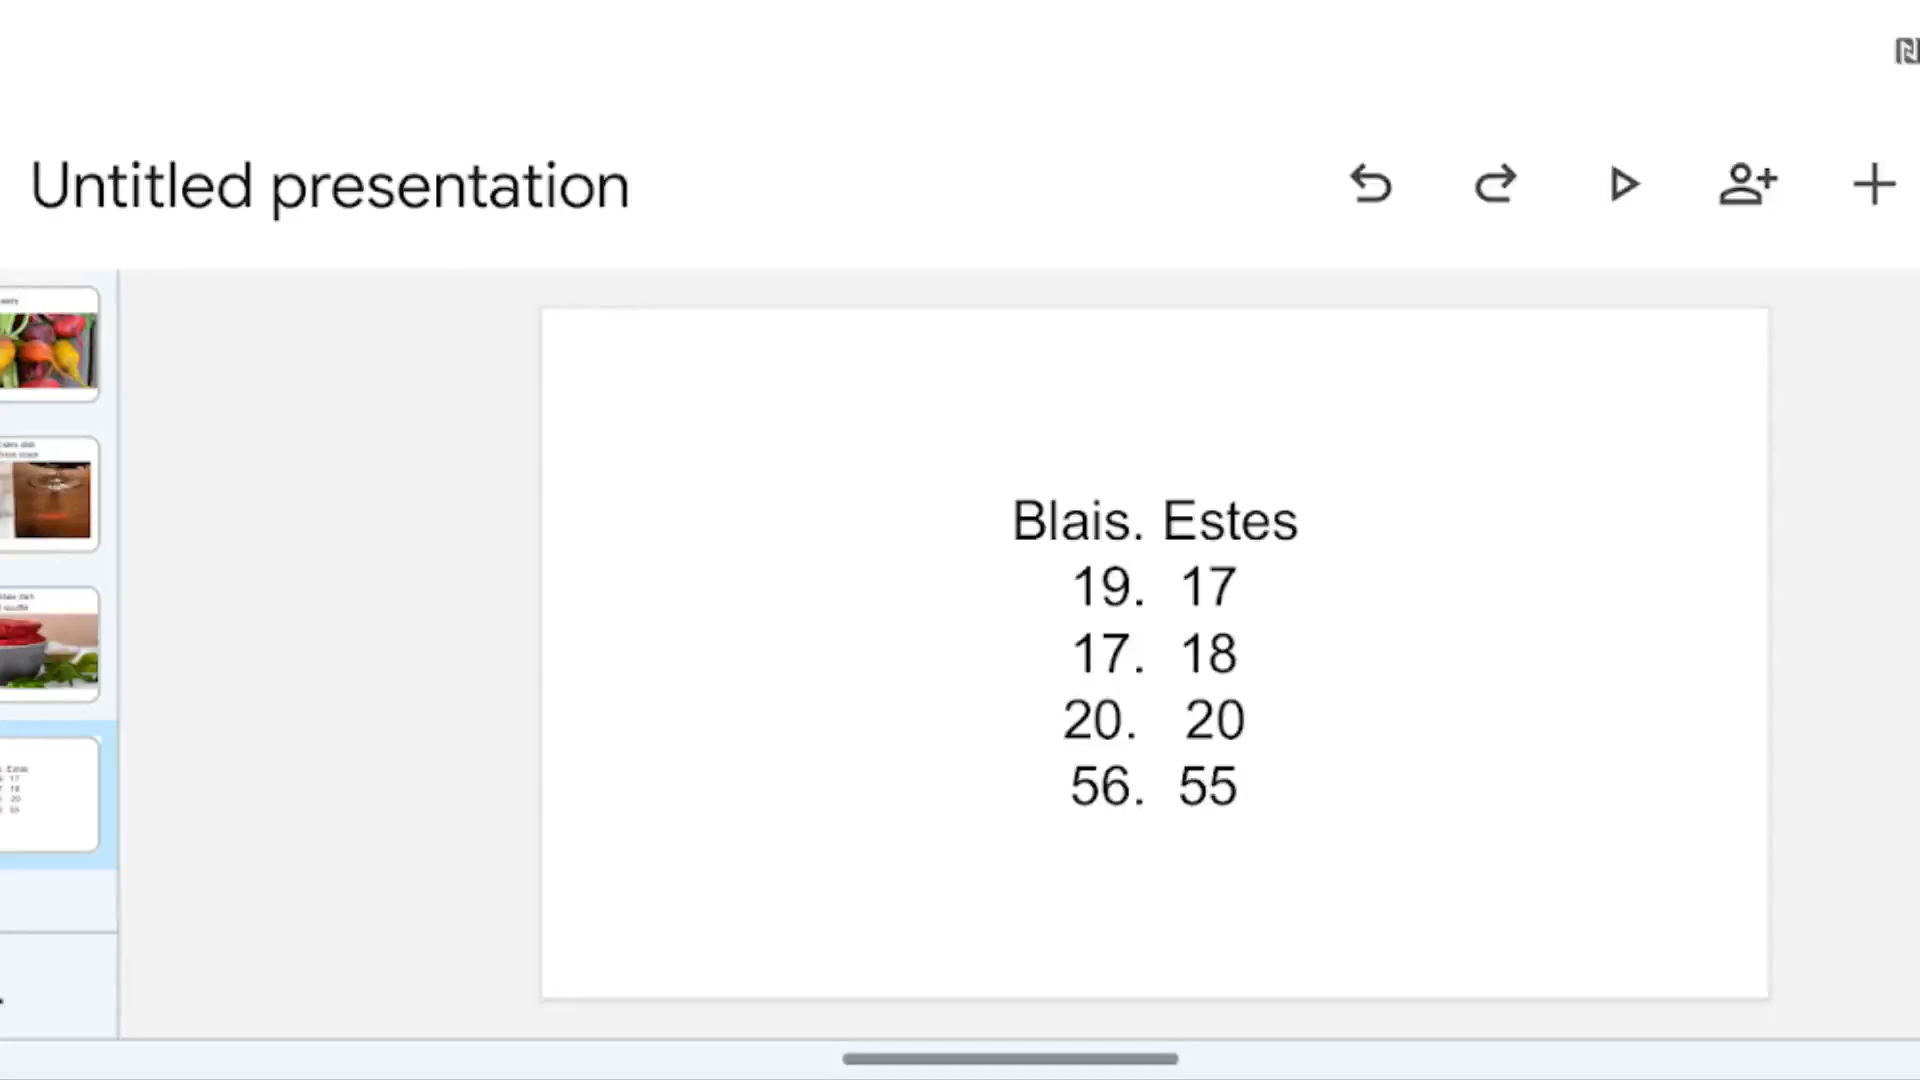 Untitled presentation
Blais. Estes
19. 17
17. 18
20. 20
56. 55